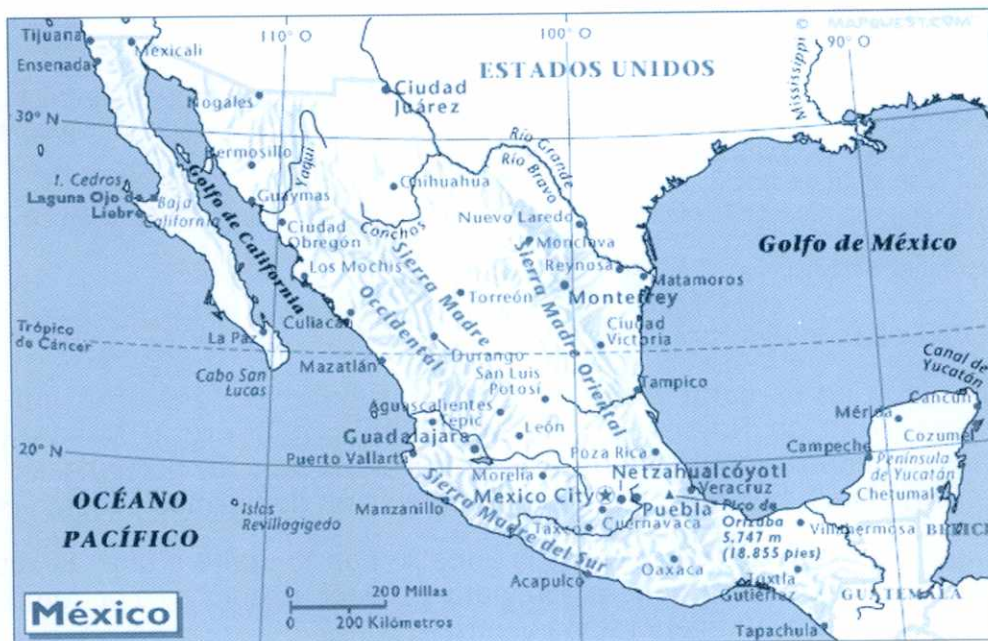 © MAPQUEST.COM
Tijuana
Mexicali
Ensenada
110° O
100° O
90° O
ESTADOS UNIDOS
Mississippi
Ciudad
Juárez
Nogales
30° N
Hermosillo
Yaqui
Chihuahua
Río Grande
Río Bravo
I. Cedros
Laguna Ojo de
Liebre
Baja
California
Golfo de California
Guaymas
Ciudad
Obregón
Conchos
Nuevo Laredo
Monclova
Golfo de México
Los Mochis
Sierra Madre
Occidental
Reynosa
Matamoros
Torreón
Monterrey
Sierra Madre Oriental
Culiacán
La Paz
Trópico
de Cáncer
Durango
Ciudad
Victoria
Mazatlán
San Luis
Potosí
Cabo San
Lucas
Tampico
Canal de
Yucatán
Cancún
Aguascalientes
Tepic
León
Mérida
Cozumel
Guadalajara
20° N
Puerto Vallarta
Poza Rica
Campeche
Península
de Yucatán
Morelia
Netzahualcóyotl
Chetumal
OCÉANO
PACÍFICO
Islas
Revillagigedo
Manzanillo
México City
Puebla
Veracruz
Sierra Madre del Sur
Taxco
Cuernavaca
Pico de
Orizaba
5.747 m
(18.855 pies)
Villahermosa
Acapulco
Oaxaca
Tuxtla
Gutiérrez
GUATEMALA
Tapachula
México
0 200 Millas
0 200 Kilómetros